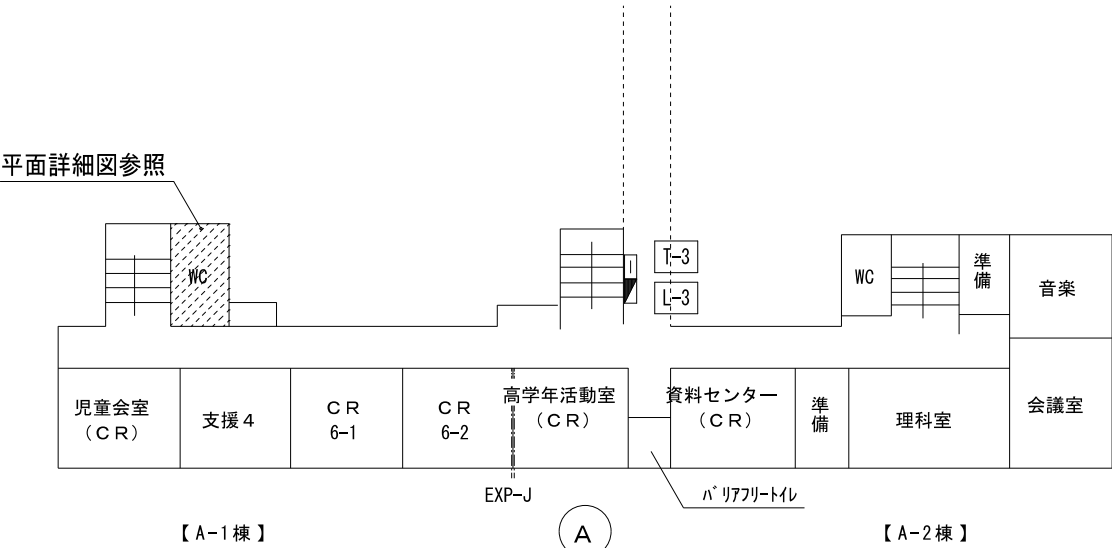 平面詳細図参照
WC
T-3
L-3
WC
準
備
音楽
児童会室
(CR)
支援4
CR
6-1
CR
6-2
高学年活動室
(CR)
資料センター
(CR)
準
備
理科室
会議室
EXP-J
バリアフリートイレ
【A-1棟】
A
【A-2棟】